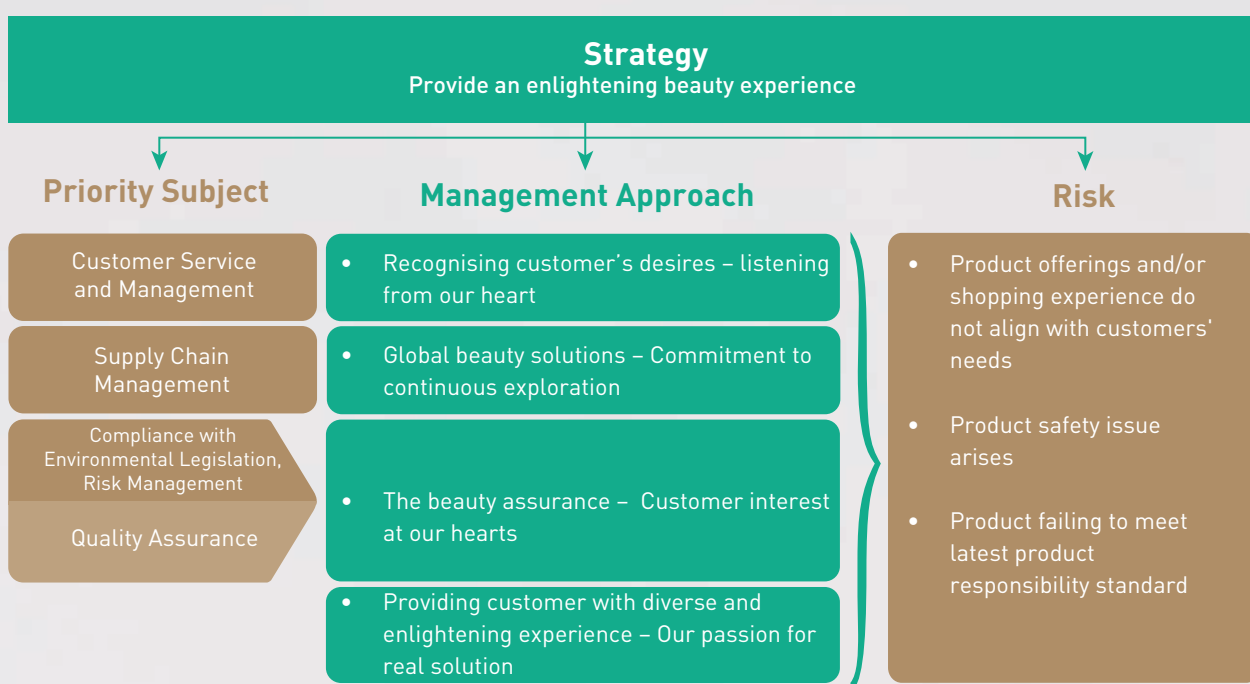 Strategy
Provide an enlightening beauty experience
Priority Subject
Management Approach
Risk
Customer Service
and Management
Supply Chain
Management
Compliance with
Environmental Legislation,
Risk Management
Quality Assurance
• Recognising customer's desires – listening
from our heart
• Global beauty solutions – Commitment to
continuous exploration
• The beauty assurance – Customer interest
at our hearts
• Providing customer with diverse and
enlightening experience – Our passion for
real solution
• Product offerings and/or
shopping experience do
not align with customers'
needs
• Product safety issue
arises
• Product failing to meet
latest product
responsibility standard